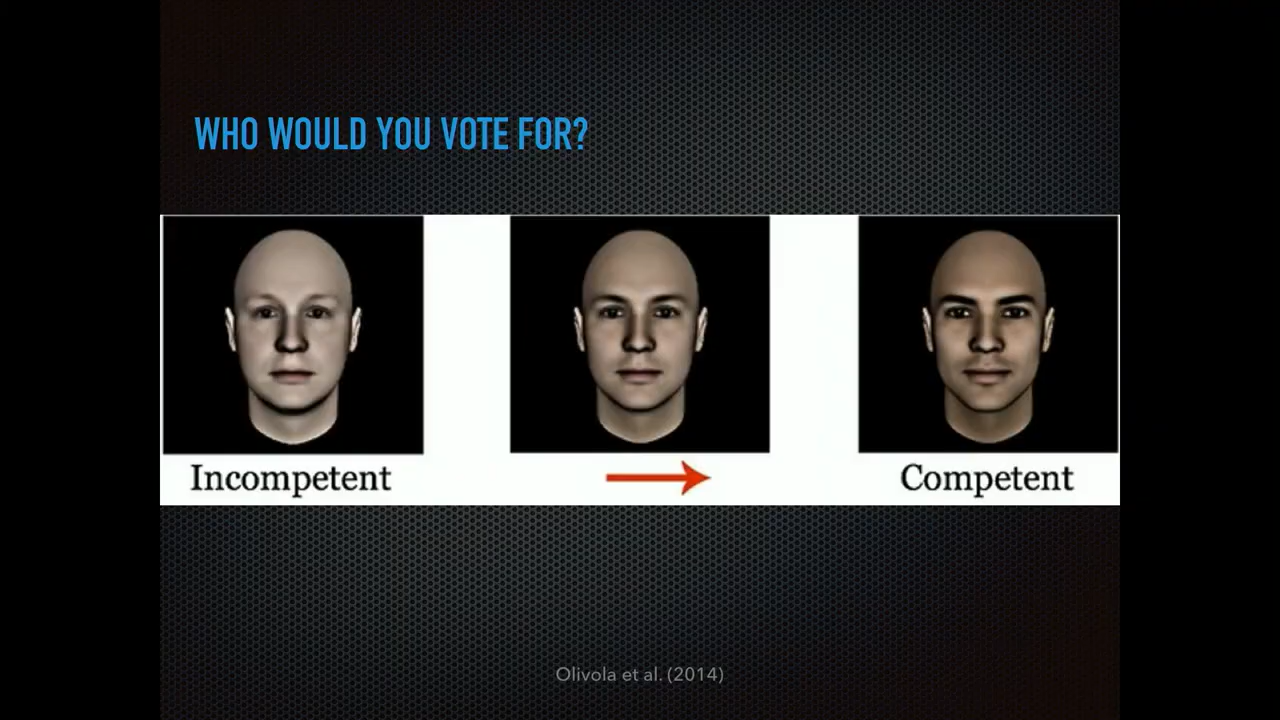 WHO WOULD YOU VOTE FOR?
Incompetent
Competent
Olivola et al. (2014)